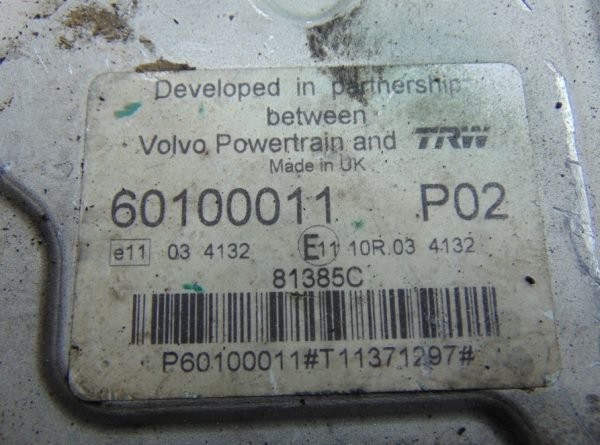 Developed in partnership
between
Volvo Powertrain and TRW
Made in UK
60100011 P02
e11 03 4132 E11 10R.03 4132
81385C
P60100011#T11371297#